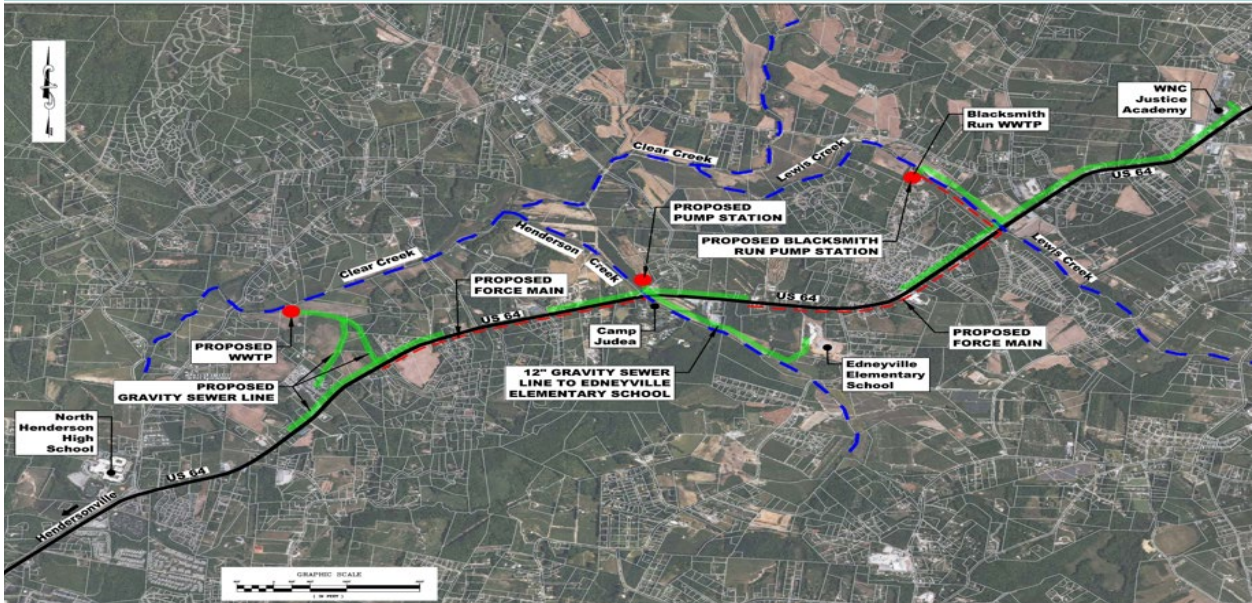 WNC
Justice
Academy
Blacksmith
Run WWTP
Clear Creek
Lewis Creek
US 64
PROPOSED
PUMP STATION
PROPOSED BLACKSMITH
RUN PUMP STATION
Henderson Creek
Lewis Creek
Clear Creek
PROPOSED
FORCE MAIN
US 64
US 64
PROPOSED
WWTP
Camp
Judea
PROPOSED
FORCE MAIN
PROPOSED
GRAVITY SEWER LINE
12" GRAVITY SEWER
LINE TO EDNEYVILLE
ELEMENTARY SCHOOL
Edneyville
Elementary
School
North
Henderson
High
School
US 64
Hendersonville
GRAPHIC SCALE